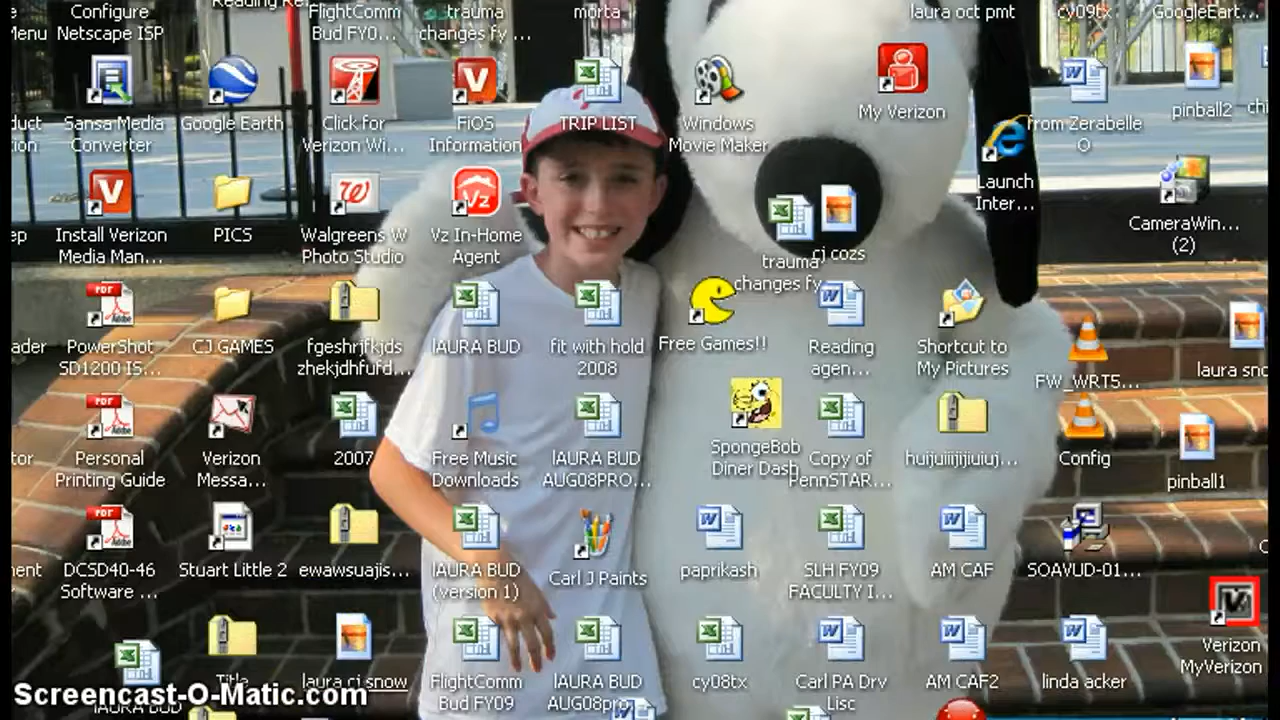 Configure
Netscape ISP
FlightComm
Bud FY0...
trauma
changes fy ...
morta
laura oct pmt
cy09tx
GoogleEart...
Menu
Sansa Media
Converter
Google Earth
Click for
Verizon Wi...
FiOS
Information
TRIP LIST
Windows
Movie Maker
My Verizon
from Zerabelle
O
pinball2
Launch
Inter...
Install Verizon
Media Man...
PICS
Walgreens W
Photo Studio
Vz In-Home
Agent
trauma
changes fy
cj cozs
CameraWin...
(2)
PowerShot
SD1200 IS...
CJ GAMES
fgeshrjfkjds
zhekjdhfufd...
lAURA BUD
fit with hold
2008
Free Games!!
Reading
agen...
Shortcut to
My Pictures
FW_WRT5...
laura sno
Personal
Printing Guide
Verizon
Messa...
2007
Free Music
Downloads
lAURA BUD
AUG08PRO...
SpongeBob
Diner Dash
Copy of
PennSTAR...
Config
pinball1
DCSD40-46
Software ...
Stuart Little 2
ewawsuajis...
lAURA BUD
(version 1)
Carl J Paints
paprikash
SLH FY09
FACULTY I...
AM CAF
SOAVUD-01...
Verizon
MyVerizon
lAURA BUD
Title
laura cj snow
FlightComm
Bud FY09
lAURA BUD
AUG08pro...
cy08tx
Carl PA Drv
Lisc
AM CAF2
linda acker
Screencast-O-Matic.com